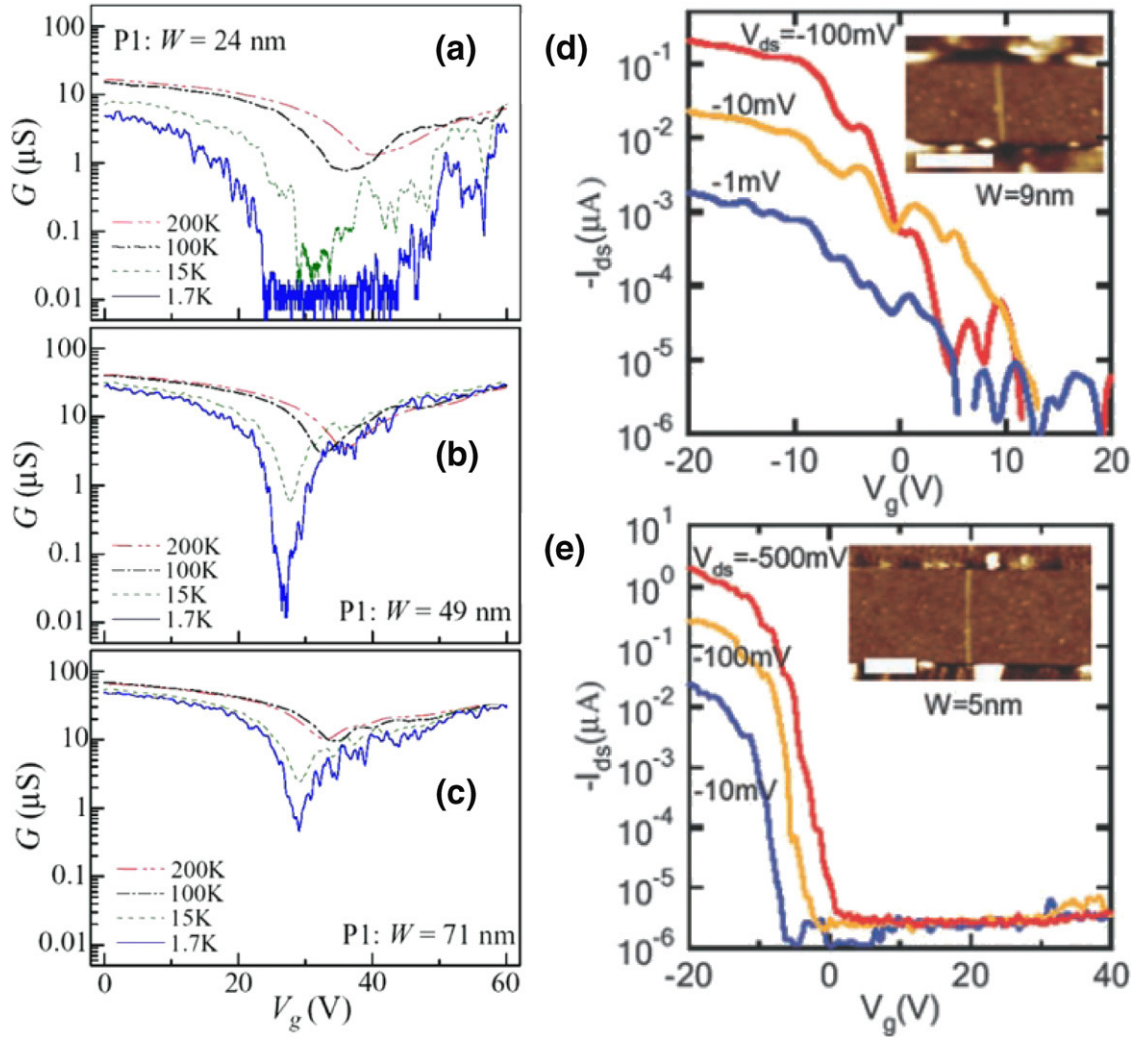 (a)
P1: W = 24 nm
100
10
1
0.1
0.01
G (μS)
200K
100K
15K
1.7K
0
20
40
60
(b)
100
10
1
0.1
0.01
G (μS)
200K
100K
15K
1.7K
P1: W = 49 nm
(c)
100
10
1
0.1
0.01
G (μS)
200K
100K
15K
1.7K
P1: W = 71 nm
0 20 40 60
Vg (V)
(d)
Vds=-100mV
-10mV
-1mV
W=9nm
10^-1
10^-2
10^-3
10^-4
10^-5
10^-6
-Ids(μA)
-20 -10 0 10 20
Vg(V)
(e)
Vds=-500mV
-100mV
-10mV
W=5nm
10^1
10^0
10^-1
10^-2
10^-3
10^-4
10^-5
10^-6
-Ids(μA)
-20 0 20 40
Vg(V)